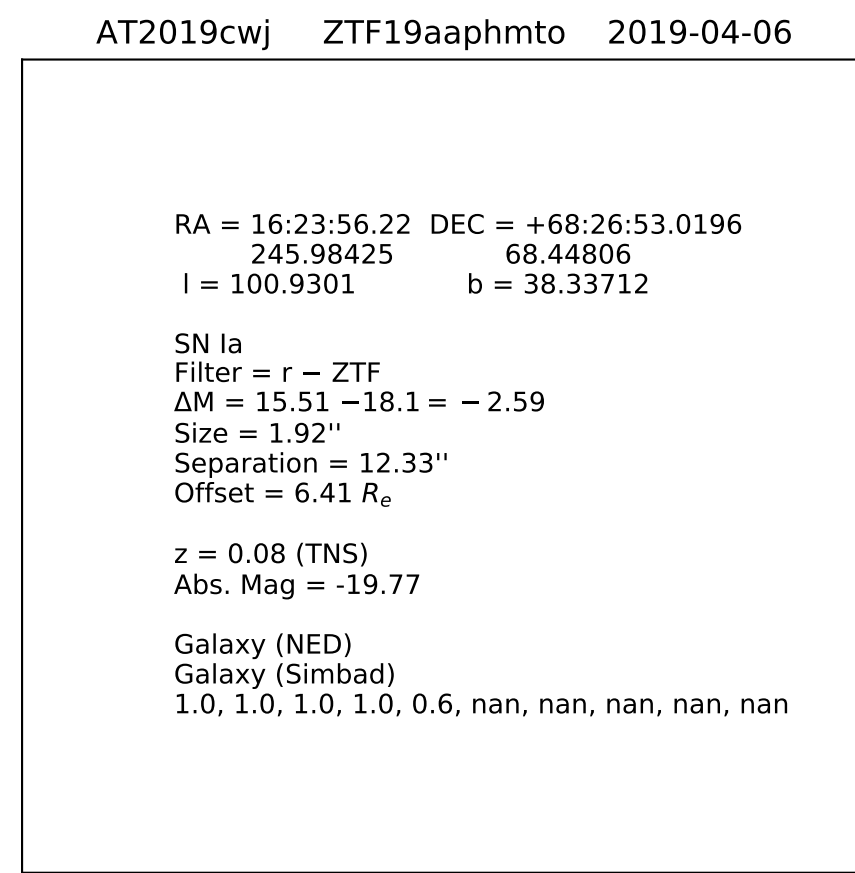 AT2019cwj ZTF19aaphmto 2019-04-06
RA = 16:23:56.22 DEC = +68:26:53.0196
245.98425 68.44806
l = 100.9301 b = 38.33712
SN Ia
Filter = r − ZTF
ΔM = 15.51 −18.1 = − 2.59
Size = 1.92''
Separation = 12.33''
Offset = 6.41 Re
z = 0.08 (TNS)
Abs. Mag = -19.77
Galaxy (NED)
Galaxy (Simbad)
1.0, 1.0, 1.0, 1.0, 0.6, nan, nan, nan, nan, nan